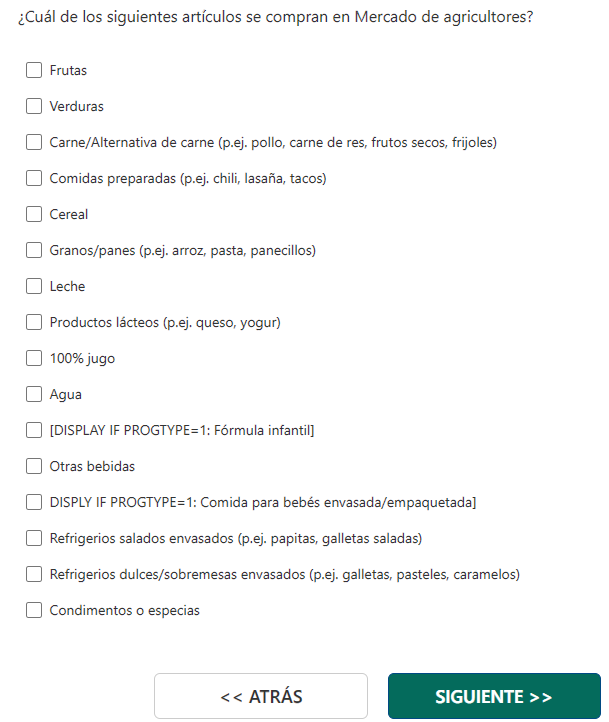 ¿Cuál de los siguientes artículos se compran en Mercado de agricultores?
Frutas
Verduras
Carne/Alternativa de carne (p.ej. pollo, carne de res, frutos secos, frijoles)
Comidas preparadas (p.ej. chili, lasaña, tacos)
Cereal
Granos/panes (p.ej. arroz, pasta, panecillos)
Leche
Productos lácteos (p.ej. queso, yogur)
100% jugo
Agua
[DISPLAY IF PROGTYPE=1: Fórmula infantil]
Otras bebidas
DISPLY IF PROGTYPE=1: Comida para bebés envasada/empaquetada]
Refrigerios salados envasados (p.ej. papitas, galletas saladas)
Refrigerios dulces/sobremesas envasados (p.ej. galletas, pasteles, caramelos)
Condimentos o especias
<< ATRÁS
SIGUIENTE >>